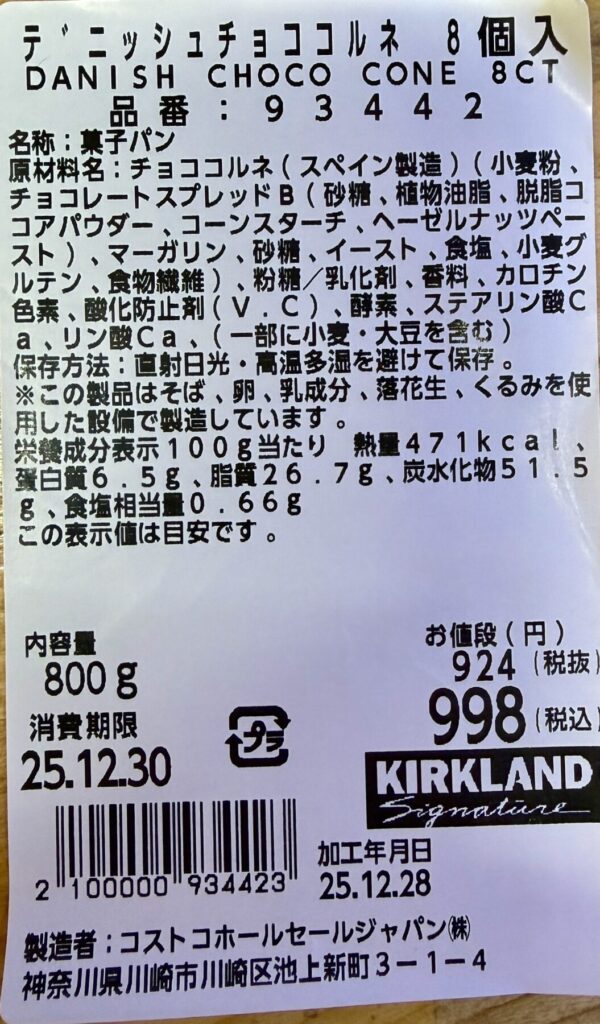 デニッシュチョココルネ　８個入
ＤＡＮＩＳＨ　ＣＨＯＣＯ　ＣＯＮＥ　８ＣＴ
品番：９３４４２
名称：菓子パン
原材料名：チョココルネ（スペイン製造）（小麦粉、
チョコレートスプレッドＢ（砂糖、植物油脂、脱脂コ
コアパウダー、コーンスターチ、ヘーゼルナッツペー
スト）、マーガリン、砂糖、イースト、食塩、小麦グ
ルテン、食物繊維）、粉糖／乳化剤、香料、カロチン
色素、酸化防止剤（Ｖ．Ｃ）、酵素、ステアリン酸Ｃ
ａ、リン酸Ｃａ、（一部に小麦・大豆を含む）
保存方法：直射日光・高温多湿を避けて保存。
※この製品はそば、卵、乳成分、落花生、くるみを使
用した設備で製造しています。
栄養成分表示１００ｇ当たり　熱量４７１ｋｃａｌ、
蛋白質６．５ｇ、脂質２６．７ｇ、炭水化物５１．５
ｇ、食塩相当量０．６６ｇ
この表示値は目安です。
内容量
800ｇ
お値段（円）
924（税抜）
998（税込）
消費期限
25.12.30
プラ
KIRKLAND
Signature
2 100000 934423
加工年月日
25.12.28
製造者：コストコホールセールジャパン㈱
神奈川県川崎市川崎区池上新町３－１－４